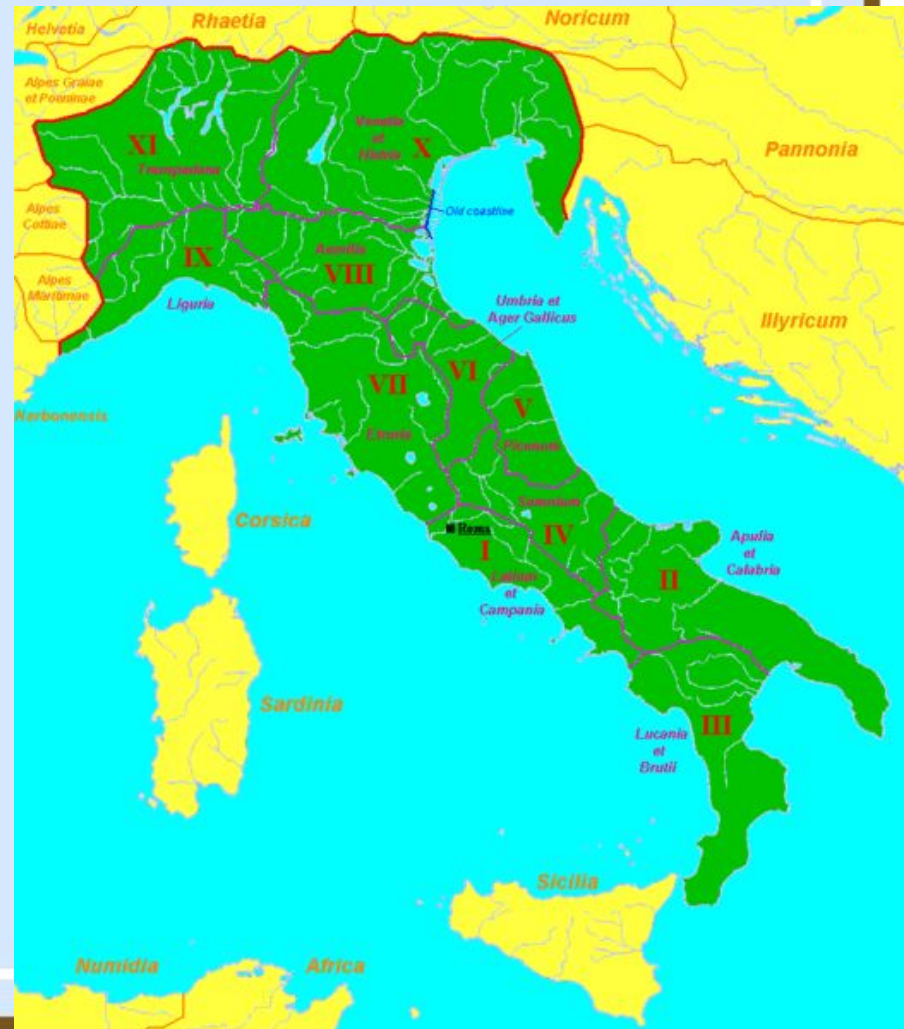 Helvetia
Rhaetia
Noricum
Alpes Graiae
et Poeninae
XI
Transpadana
Venetia
et
Histria
X
Pannonia
Alpes
Cottiae
Old coastline
IX
Aemilia
VIII
Alpes
Maritimae
Liguria
Umbria et
Ager Gallicus
Illyricum
VII
VI
V
Narbonensis
Etruria
Picenum
Samnium
Corsica
Roma
IV
I
Apulia
et
Calabria
II
Latium
et
Campania
Sardinia
III
Lucania
et
Brutii
Sicilia
Numidia
Africa